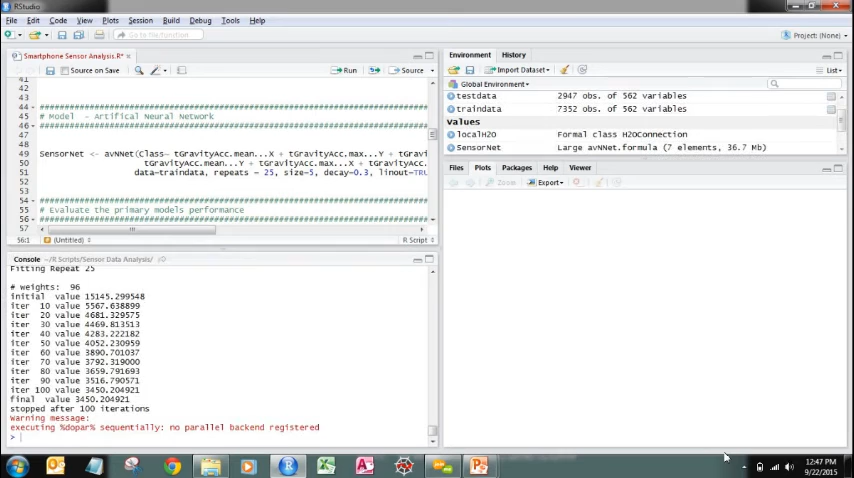 RStudio
File Edit Code View Plots Session Build Debug Tools Help
Go to file/function
Project: (None)
Smartphone Sensor Analysis.R*
Source on Save
Run
Source
41
42
43
44 ################################################################
45 # Model - Artifical Neural Network
46 ################################################################
47
48
49 SensorNet <- avNNet(Class~ tGravityAcc.mean...X + tGravityAcc.max...Y + tGravityAcc
50 tGravityAcc.mean...Y + tGravityAcc.max...X + tGravityAcc.
51 data=traindata, repeats = 25, size=5, decay=0.3, linout=TRU
52
53
54 ################################################################
55 # Evaluate the primary models performance
56 ################################################################
57
56:1 (Untitled) R Script
Console ~/R Scripts/Sensor Data Analysis/
Fitting Repeat 25
# weights: 96
initial value 15145.299548
iter 10 value 5567.638899
iter 20 value 4681.329575
iter 30 value 4469.813513
iter 40 value 4283.222182
iter 50 value 4052.230959
iter 60 value 3890.701037
iter 70 value 3792.319000
iter 80 value 3659.791693
iter 90 value 3516.790571
iter 100 value 3450.204921
final value 3450.204921
stopped after 100 iterations
Warning message:
executing %dopar% sequentially: no parallel backend registered
>
Environment History
Import Dataset
List
Global Environment
testdata 2947 obs. of 562 variables
traindata 7352 obs. of 562 variables
Values
localH2O Formal class H2OConnection
SensorNet Large avNNet.formula (7 elements, 36.7 Mb)
Files Plots Packages Help Viewer
Zoom Export
12:47 PM
9/22/2015